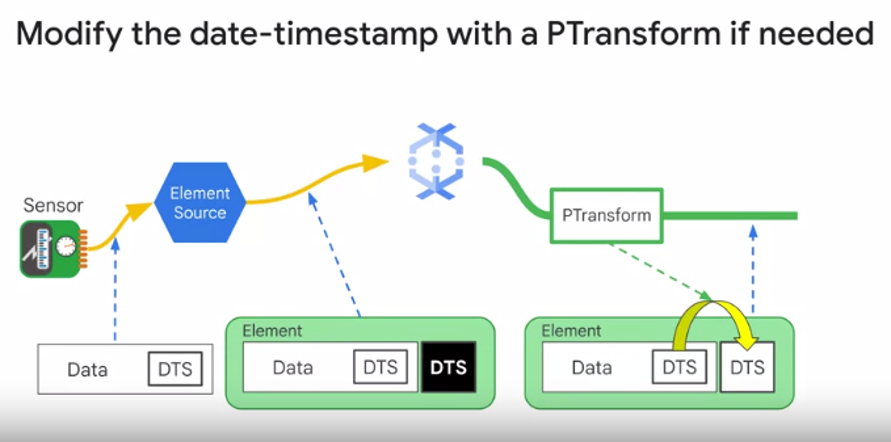 Modify the date-timestamp with a PTransform if needed
Sensor
Element
Source
PTransform
Data
DTS
Element
Data
DTS
DTS
Element
Data
DTS
DTS